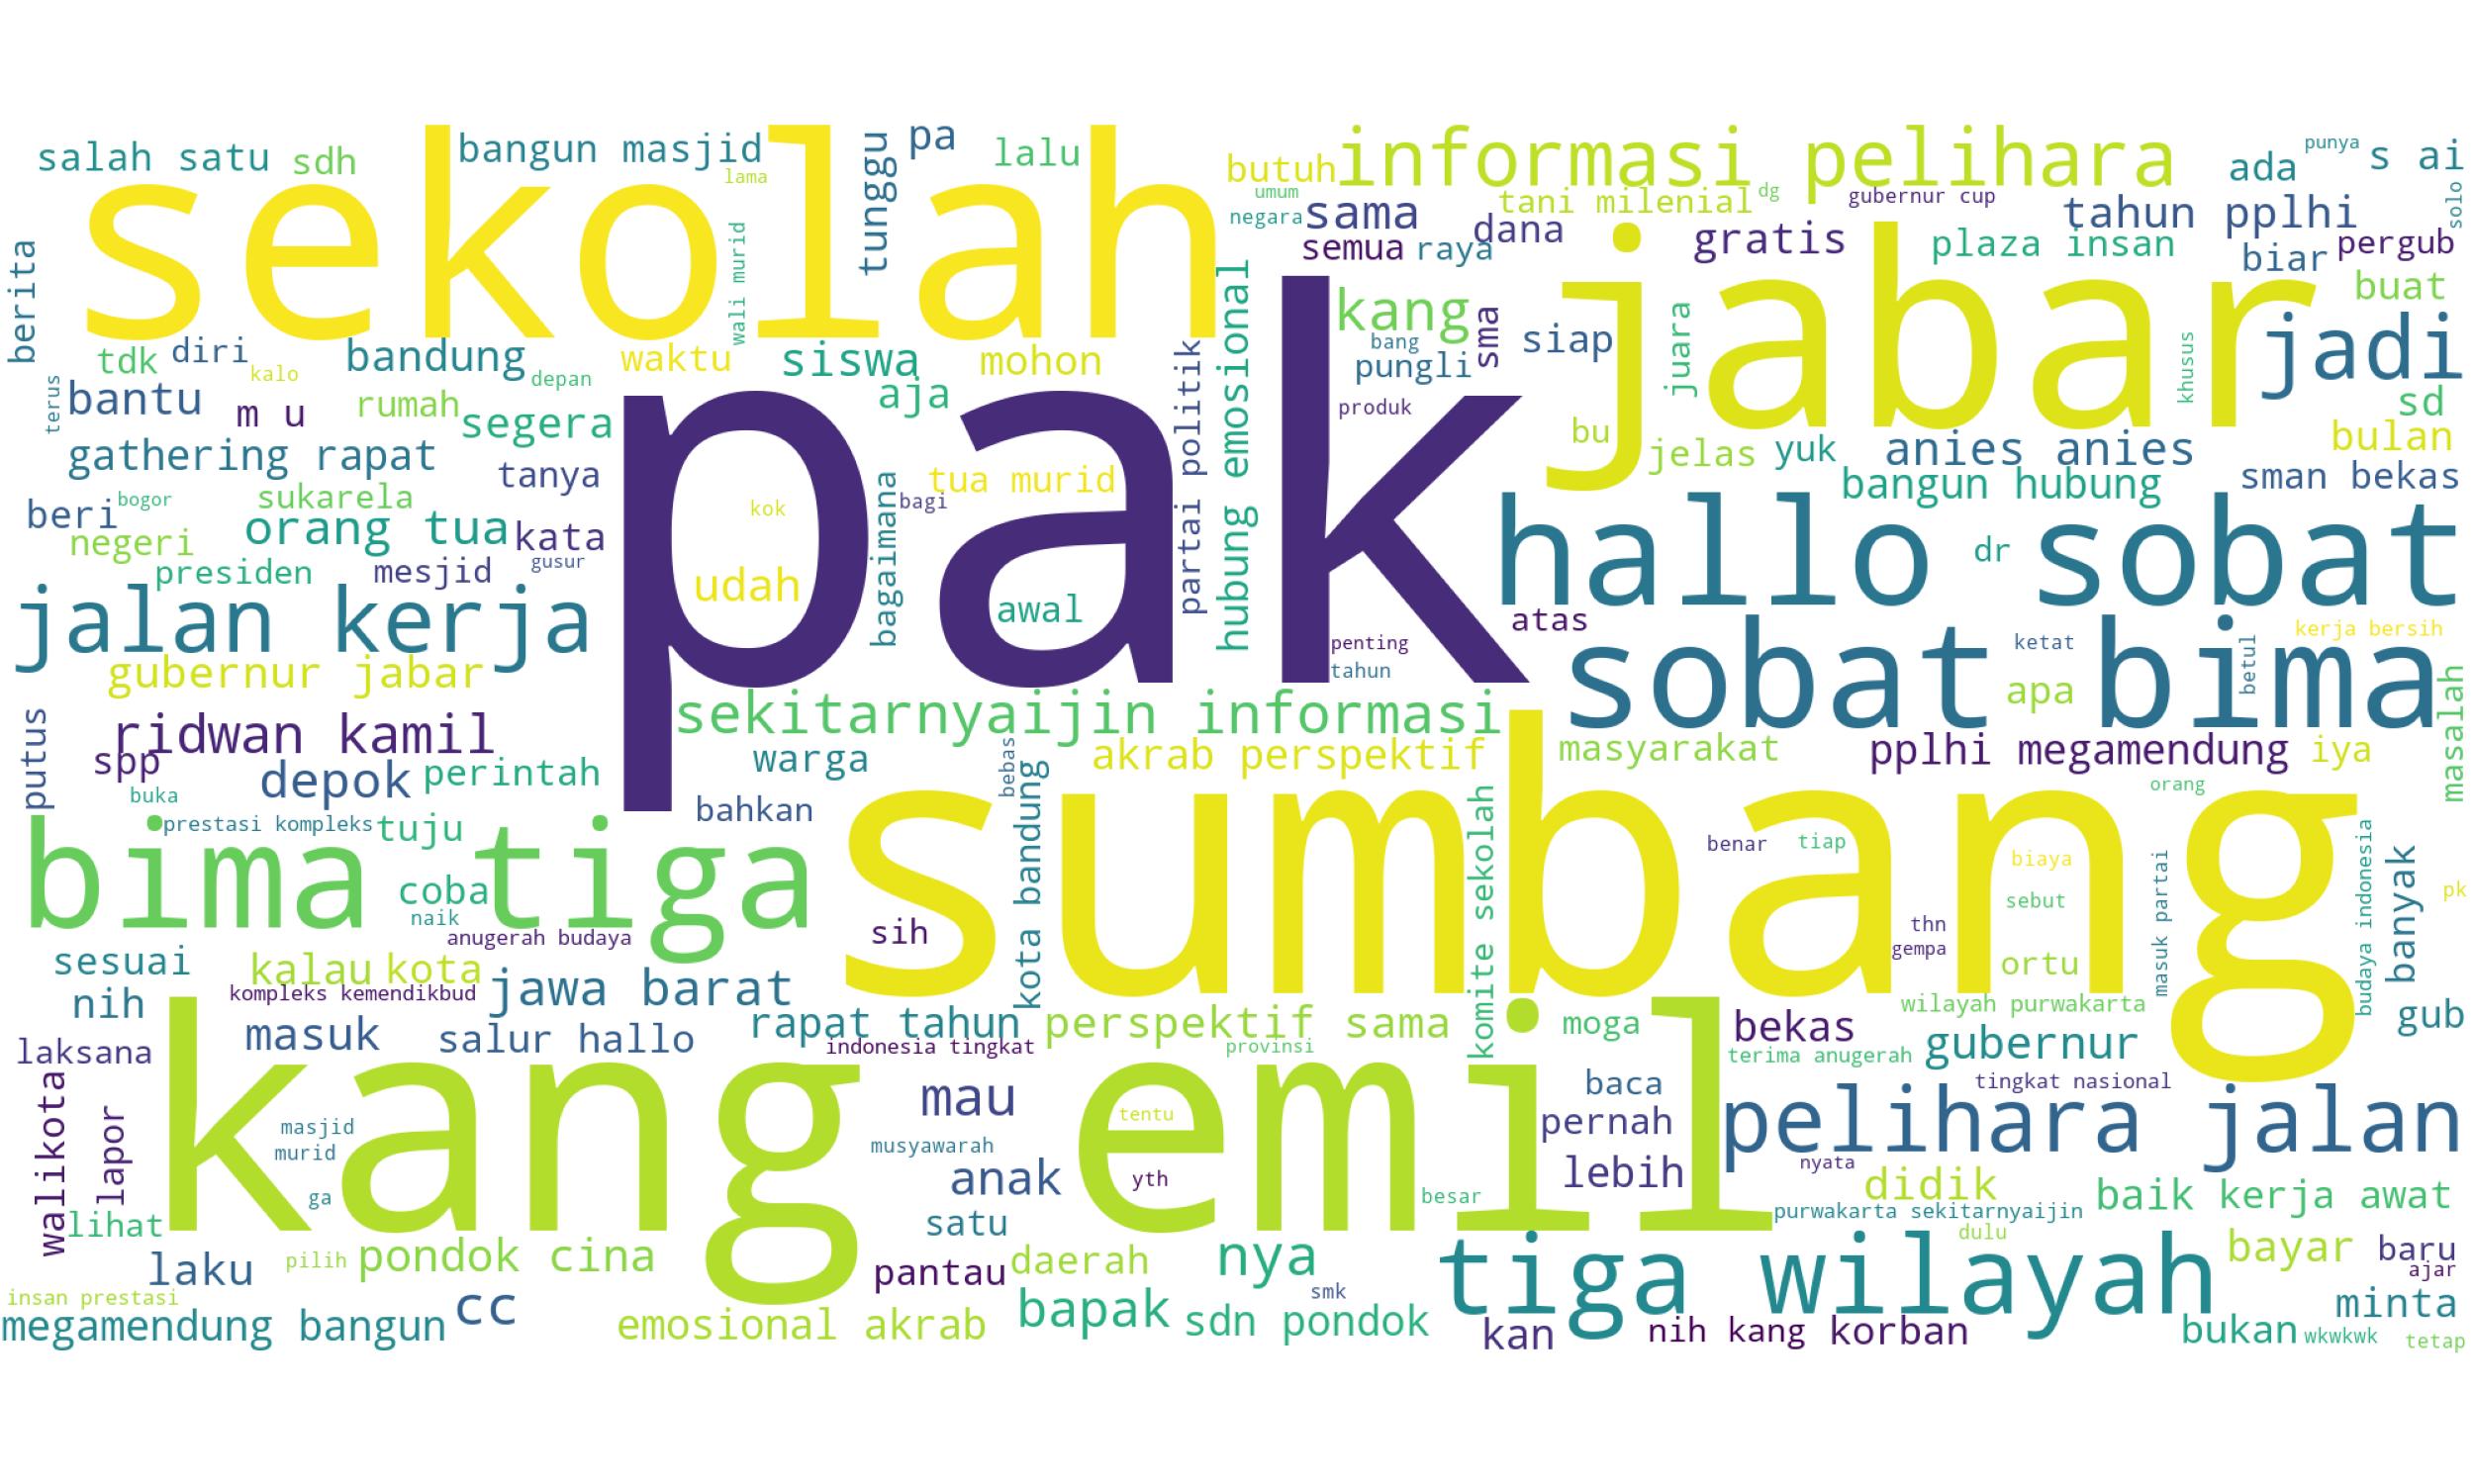 salah satu
sdh
sekolah
bangun masjid
lama
tunggu
pa
lalu
butuh
informasi pelihara
ada
punya
s ai
solo
umum
negara
sama
tani milenial
dg
gubernur cup
tahun pplhi
semua
raya
dana
gratis
plaza insan
biar
pergub
buat
berita
wali murid
hubung emosional
kang
sma
siap
juara
jabar
khusus
jadi
tdk
diri
bandung
waktu
siswa
mohon
partai politik
bang
pungli
kalo
depan
terus
bantu
m u
rumah
segera
aja
pak
produk
bu
jelas
yuk
anies anies
sd
bulan
gathering rapat
tanya
bagaimana
tua murid
bagi
bangun hubung
sman bekas
beri
bogor
sukarela
orang tua
kata
kok
hallo sobat
dr
negeri
presiden
mesjid
gusur
udah
awal
jalan kerja
atas
penting
tahun
ketat
betul
kerja bersih
gubernur jabar
sobat bima
apa
masalah
putus
ridwan kamil
sekitarnyaijin informasi
spp
depok
perintah
warga
bebas
akrab perspektif
masyarakat
pplhi megamendung
iya
buka
bahkan
kota bandung
komite sekolah
orang
prestasi kompleks
tuju
bima tiga
sumbang
benar
tiap
biaya
masuk partai
budaya indonesia
banyak
pk
coba
naik
sebut
anugerah budaya
sih
thn
gempa
sesuai
kalau
kota
ortu
nih
kompleks kemendikbud
jawa barat
wilayah purwakarta
gub
masuk
salur hallo
rapat tahun
perspektif sama
moga
bekas
gubernur
laksana
indonesia tingkat
provinsi
terima anugerah
walikota
lapor
kang emil
mau
baca
tingkat nasional
masjid
murid
tentu
pernah
pelihara jalan
musyawarah
ga
anak
yth
besar
lebih
nyata
didik
baik
kerja awat
lihat
satu
purwakarta sekitarnyaijin
laku
pilih
pondok cina
pantau
daerah
nya
tiga wilayah
dulu
bayar
baru
ajar
insan prestasi
megamendung bangun
cc
emosional akrab
bapak
smk
sdn pondok
kan
nih kang
korban
minta
bukan
wkwkwk
tetap